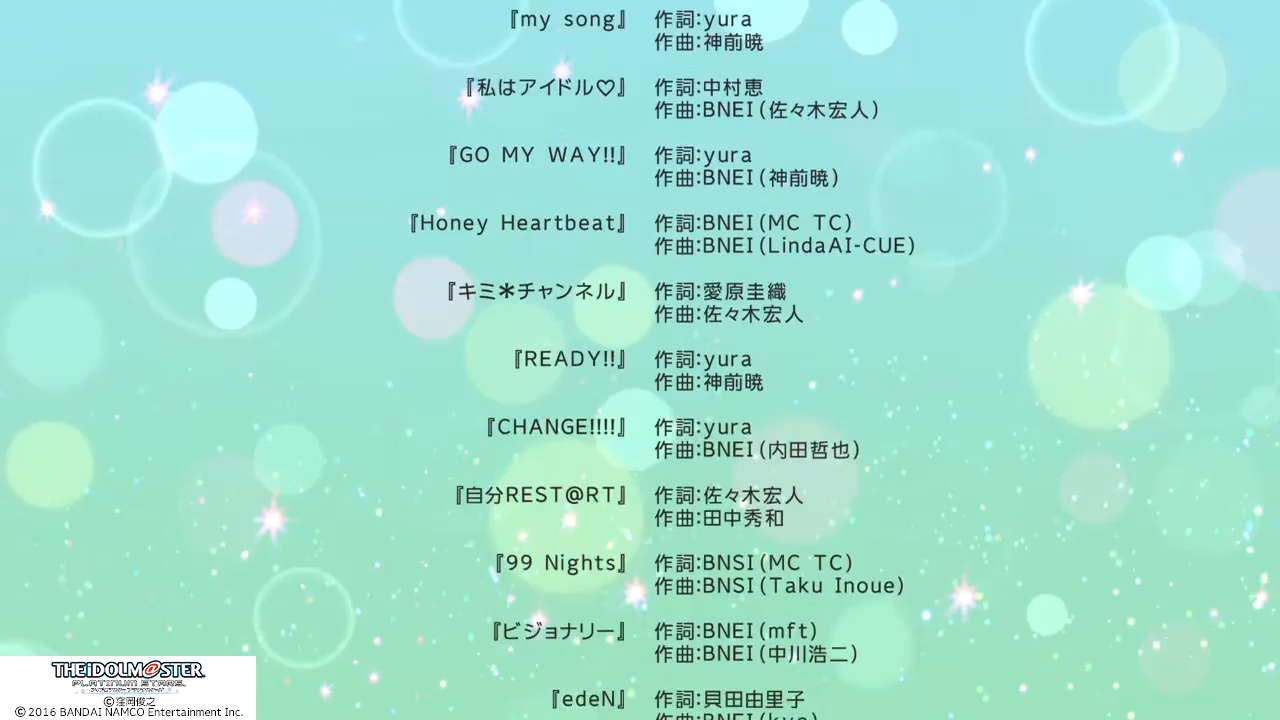 『my song』 作詞:yura
作曲:神前暁
『私はアイドル♡』 作詞:中村恵
作曲:BNEI(佐々木宏人)
『GO MY WAY!!』 作詞:yura
作曲:BNEI(神前暁)
『Honey Heartbeat』 作詞:BNEI(MC TC)
作曲:BNEI(LindaAI-CUE)
『キミ*チャンネル』 作詞:愛原圭織
作曲:佐々木宏人
『READY!!』 作詞:yura
作曲:神前暁
『CHANGE!!!!』 作詞:yura
作曲:BNEI(内田哲也)
『自分REST@RT』 作詞:佐々木宏人
作曲:田中秀和
『99 Nights』 作詞:BNSI(MC TC)
作曲:BNSI(Taku Inoue)
『ビジョナリー』 作詞:BNEI(mft)
作曲:BNEI(中川浩二)
『edeN』 作詞:貝田由里子
作曲:BNEI(kyo)
THE iDOLM@STER
PLATINUM STARS
©窪岡俊之
©2016 BANDAI NAMCO Entertainment Inc.